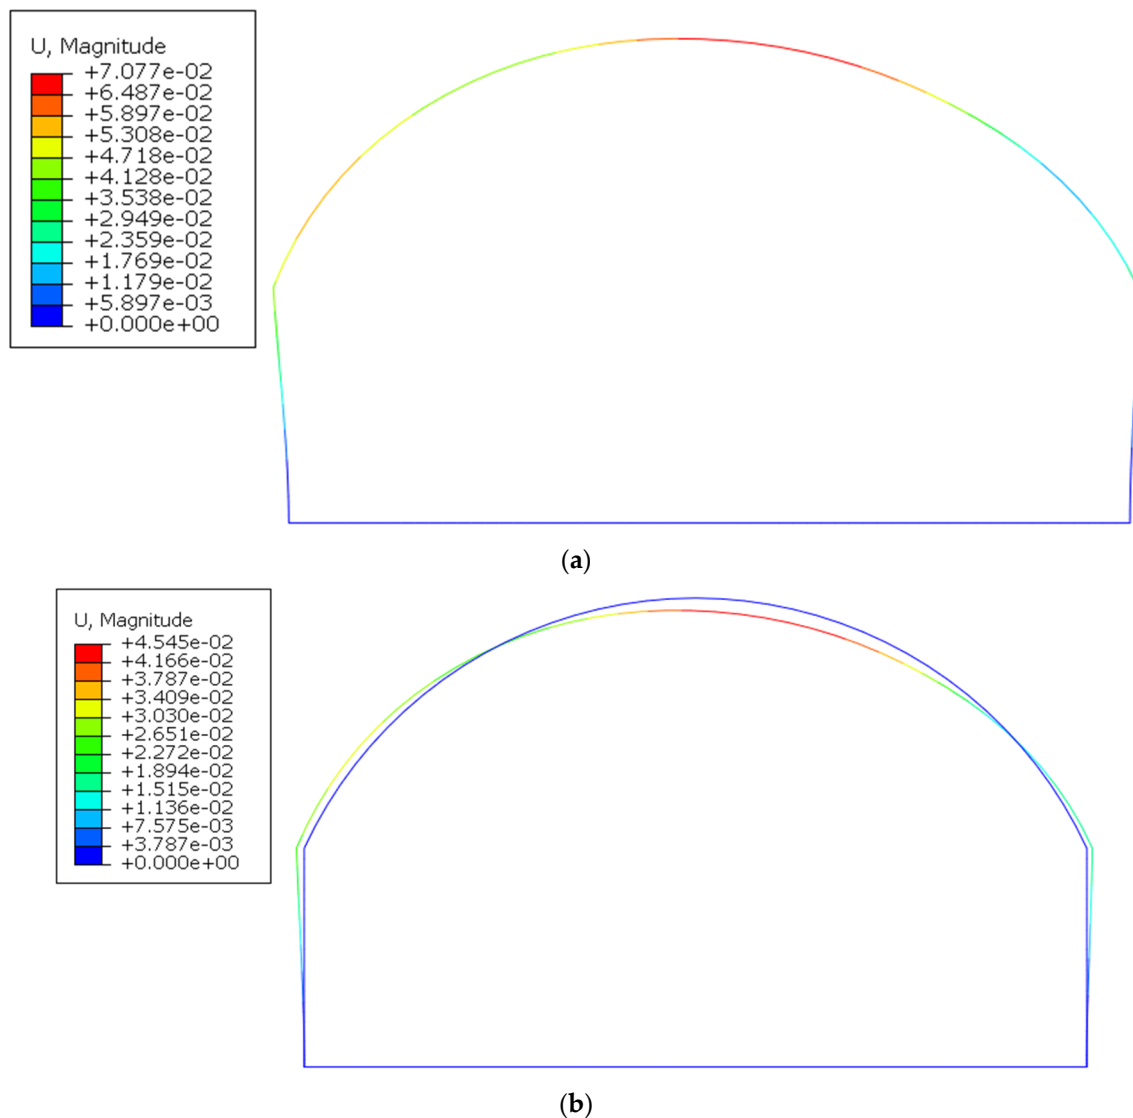 U, Magnitude
+7.077e-02
+6.487e-02
+5.897e-02
+5.308e-02
+4.718e-02
+4.128e-02
+3.538e-02
+2.949e-02
+2.359e-02
+1.769e-02
+1.179e-02
+5.897e-03
+0.000e+00
(a)
U, Magnitude
+4.545e-02
+4.166e-02
+3.787e-02
+3.409e-02
+3.030e-02
+2.651e-02
+2.272e-02
+1.894e-02
+1.515e-02
+1.136e-02
+7.575e-03
+3.787e-03
+0.000e+00
(b)